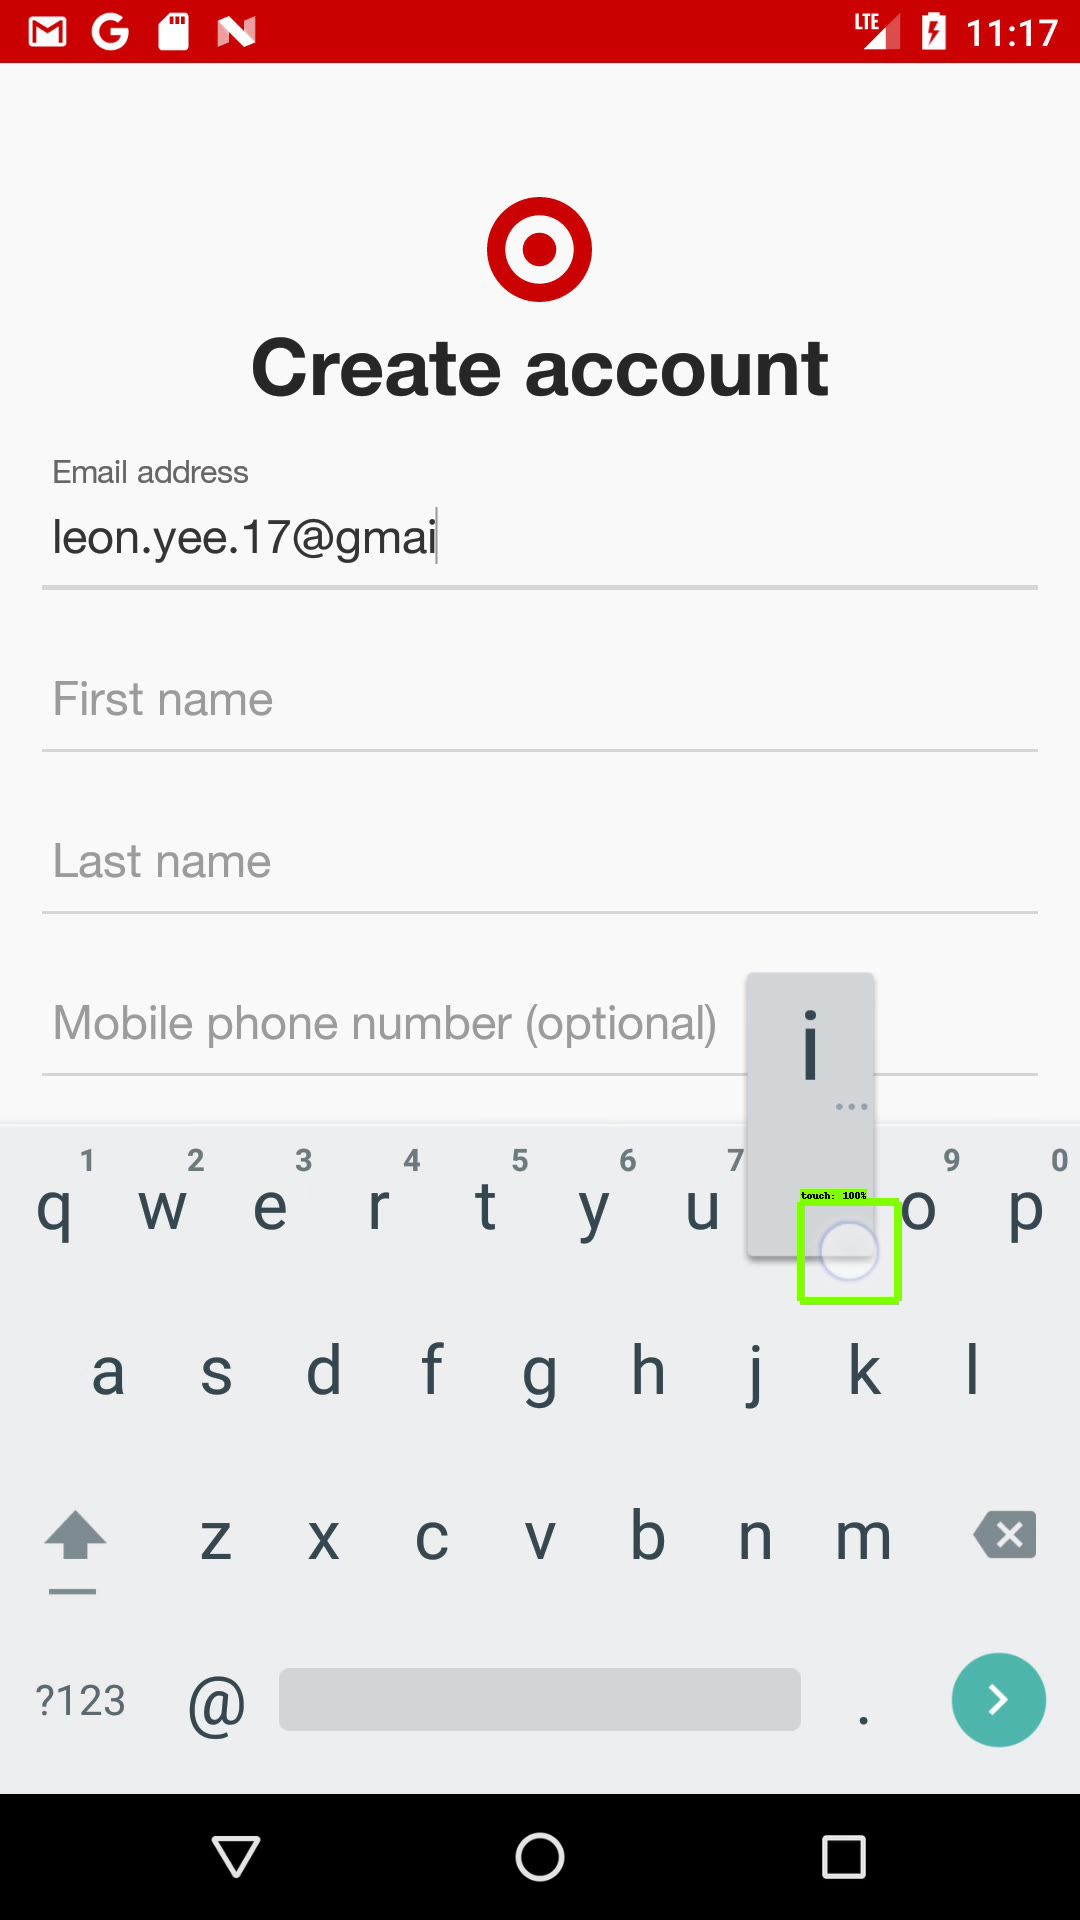 LTE 11:17
Create account
Email address
leon.yee.17@gmai
First name
Last name
Mobile phone number (optional)
i
...
1 2 3 4 5 6 7 9 0
q w e r t y u o p
touch: 100%
a s d f g h j k l
z x c v b n m
?123 @ .